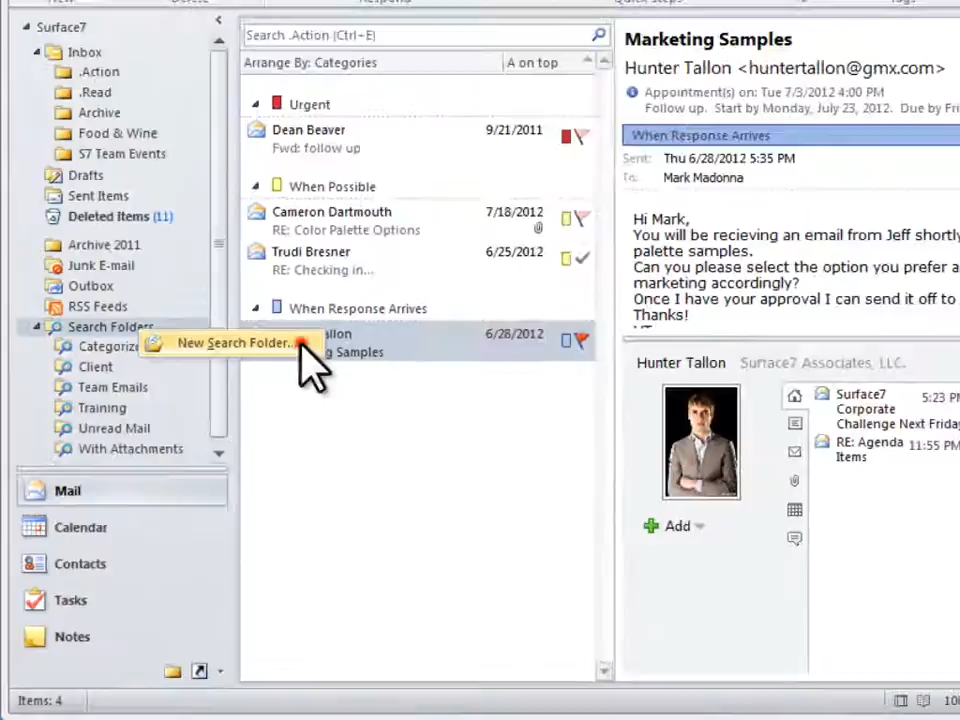 Surface7
Inbox
.Action
.Read
Archive
Food & Wine
S7 Team Events
Drafts
Sent Items
Deleted Items (11)
Archive 2011
Junk E-mail
Outbox
RSS Feeds
Search Folders
New Search Folder...
Client
Team Emails
Training
Unread Mail
With Attachments
Mail
Calendar
Contacts
Tasks
Notes
Items: 4
Search .Action (Ctrl+E)
Arrange By: Categories
A on top
Urgent
Dean Beaver 9/21/2011
Fwd: follow up
When Possible
Cameron Dartmouth 7/18/2012
RE: Color Palette Options
Trudi Bresner 6/25/2012
RE: Checking in...
When Response Arrives
6/28/2012
Samples
Marketing Samples
Hunter Tallon <huntertallon@gmx.com>
Appointment(s) on: Tue 7/3/2012 4:00 PM
Follow up. Start by Monday, July 23, 2012. Due by Fri
When Response Arrives
Sent: Thu 6/28/2012 5:35 PM
To: Mark Madonna
Hi Mark,
You will be recieving an email from Jeff shortly
palette samples.
Can you please select the option you prefer a
marketing accordingly?
Once I have your approval I can send it off to
Thanks!
Hunter Tallon Surface7 Associates, LLC.
Add
Surface7 5:23 PM
Corporate
Challenge Next Friday
RE: Agenda 11:55 PM
Items